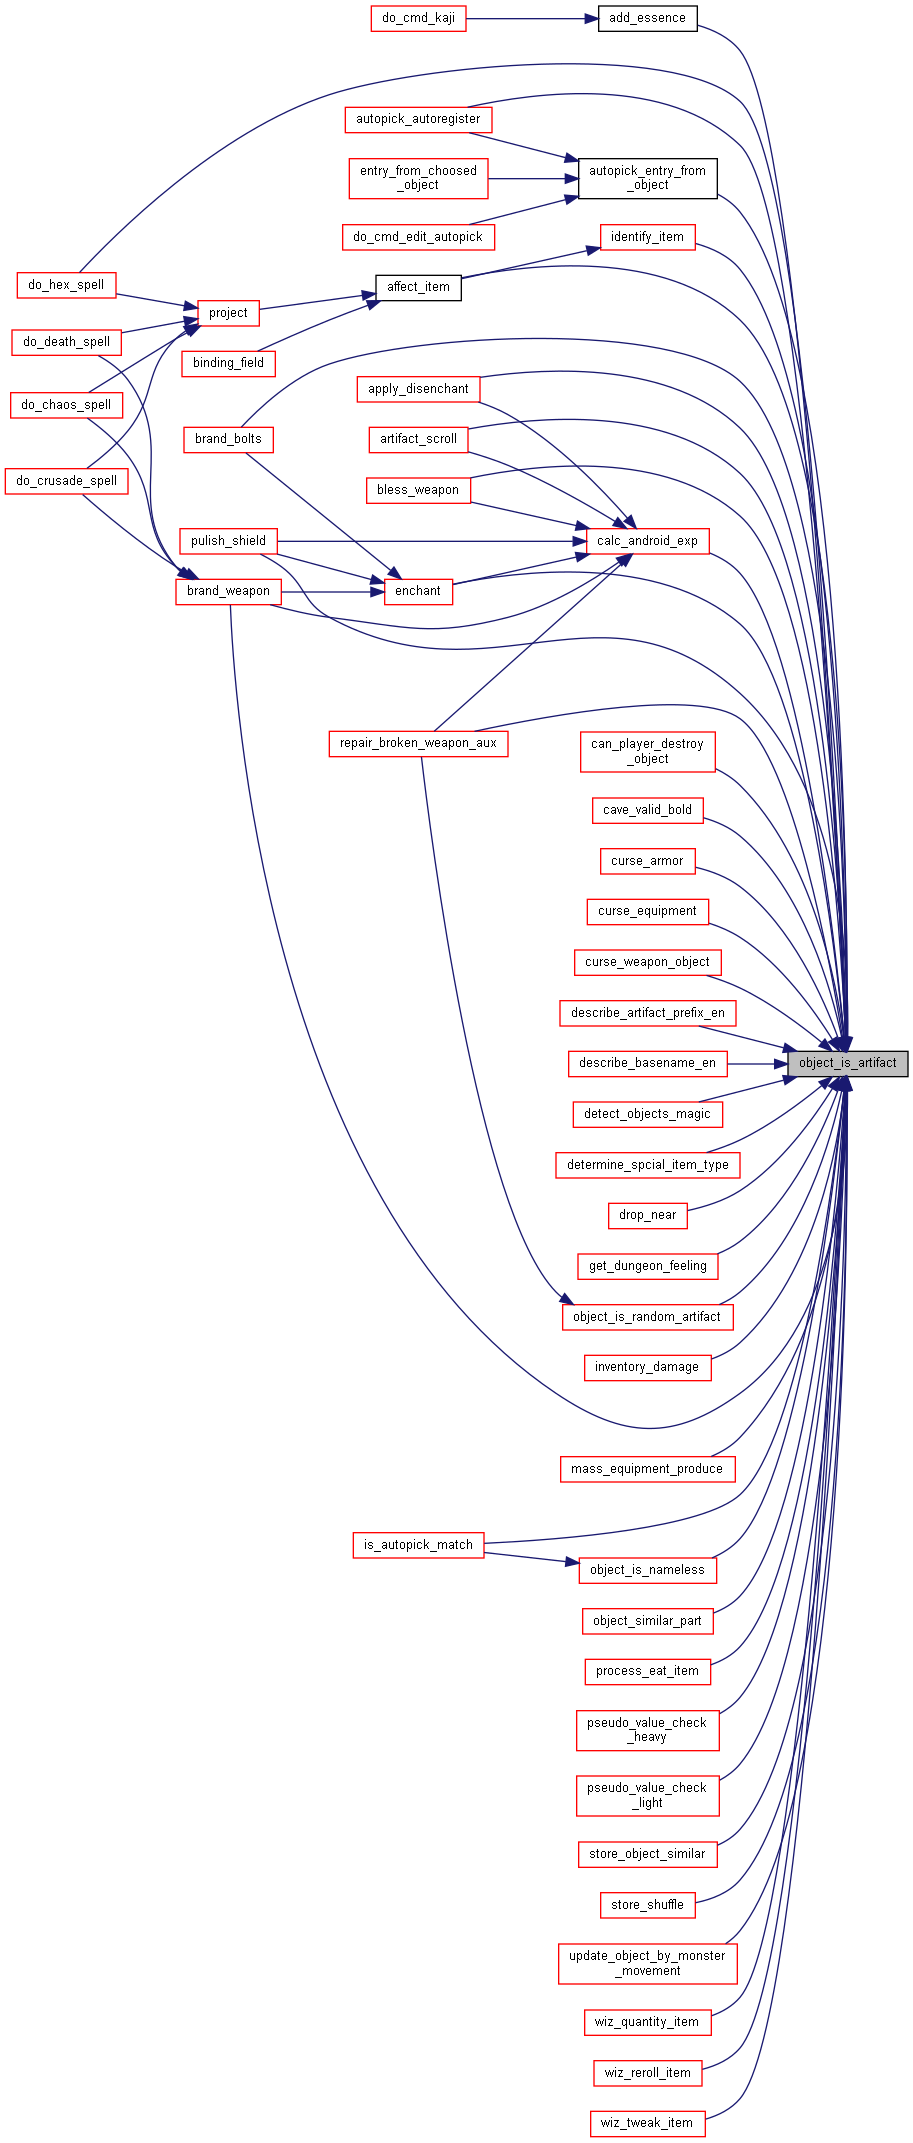 do_cmd_kaji
add_essence
autopick_autoregister
entry_from_choosed
_object
autopick_entry_from
_object
do_cmd_edit_autopick
identify_item
do_hex_spell
affect_item
project
do_death_spell
binding_field
apply_disenchant
do_chaos_spell
brand_bolts
artifact_scroll
do_crusade_spell
bless_weapon
pulish_shield
calc_android_exp
brand_weapon
enchant
repair_broken_weapon_aux
can_player_destroy
_object
cave_valid_bold
curse_armor
curse_equipment
curse_weapon_object
describe_artifact_prefix_en
describe_basename_en
object_is_artifact
detect_objects_magic
determine_spcial_item_type
drop_near
get_dungeon_feeling
object_is_random_artifact
inventory_damage
mass_equipment_produce
is_autopick_match
object_is_nameless
object_similar_part
process_eat_item
pseudo_value_check
_heavy
pseudo_value_check
_light
store_object_similar
store_shuffle
update_object_by_monster
_movement
wiz_quantity_item
wiz_reroll_item
wiz_tweak_item